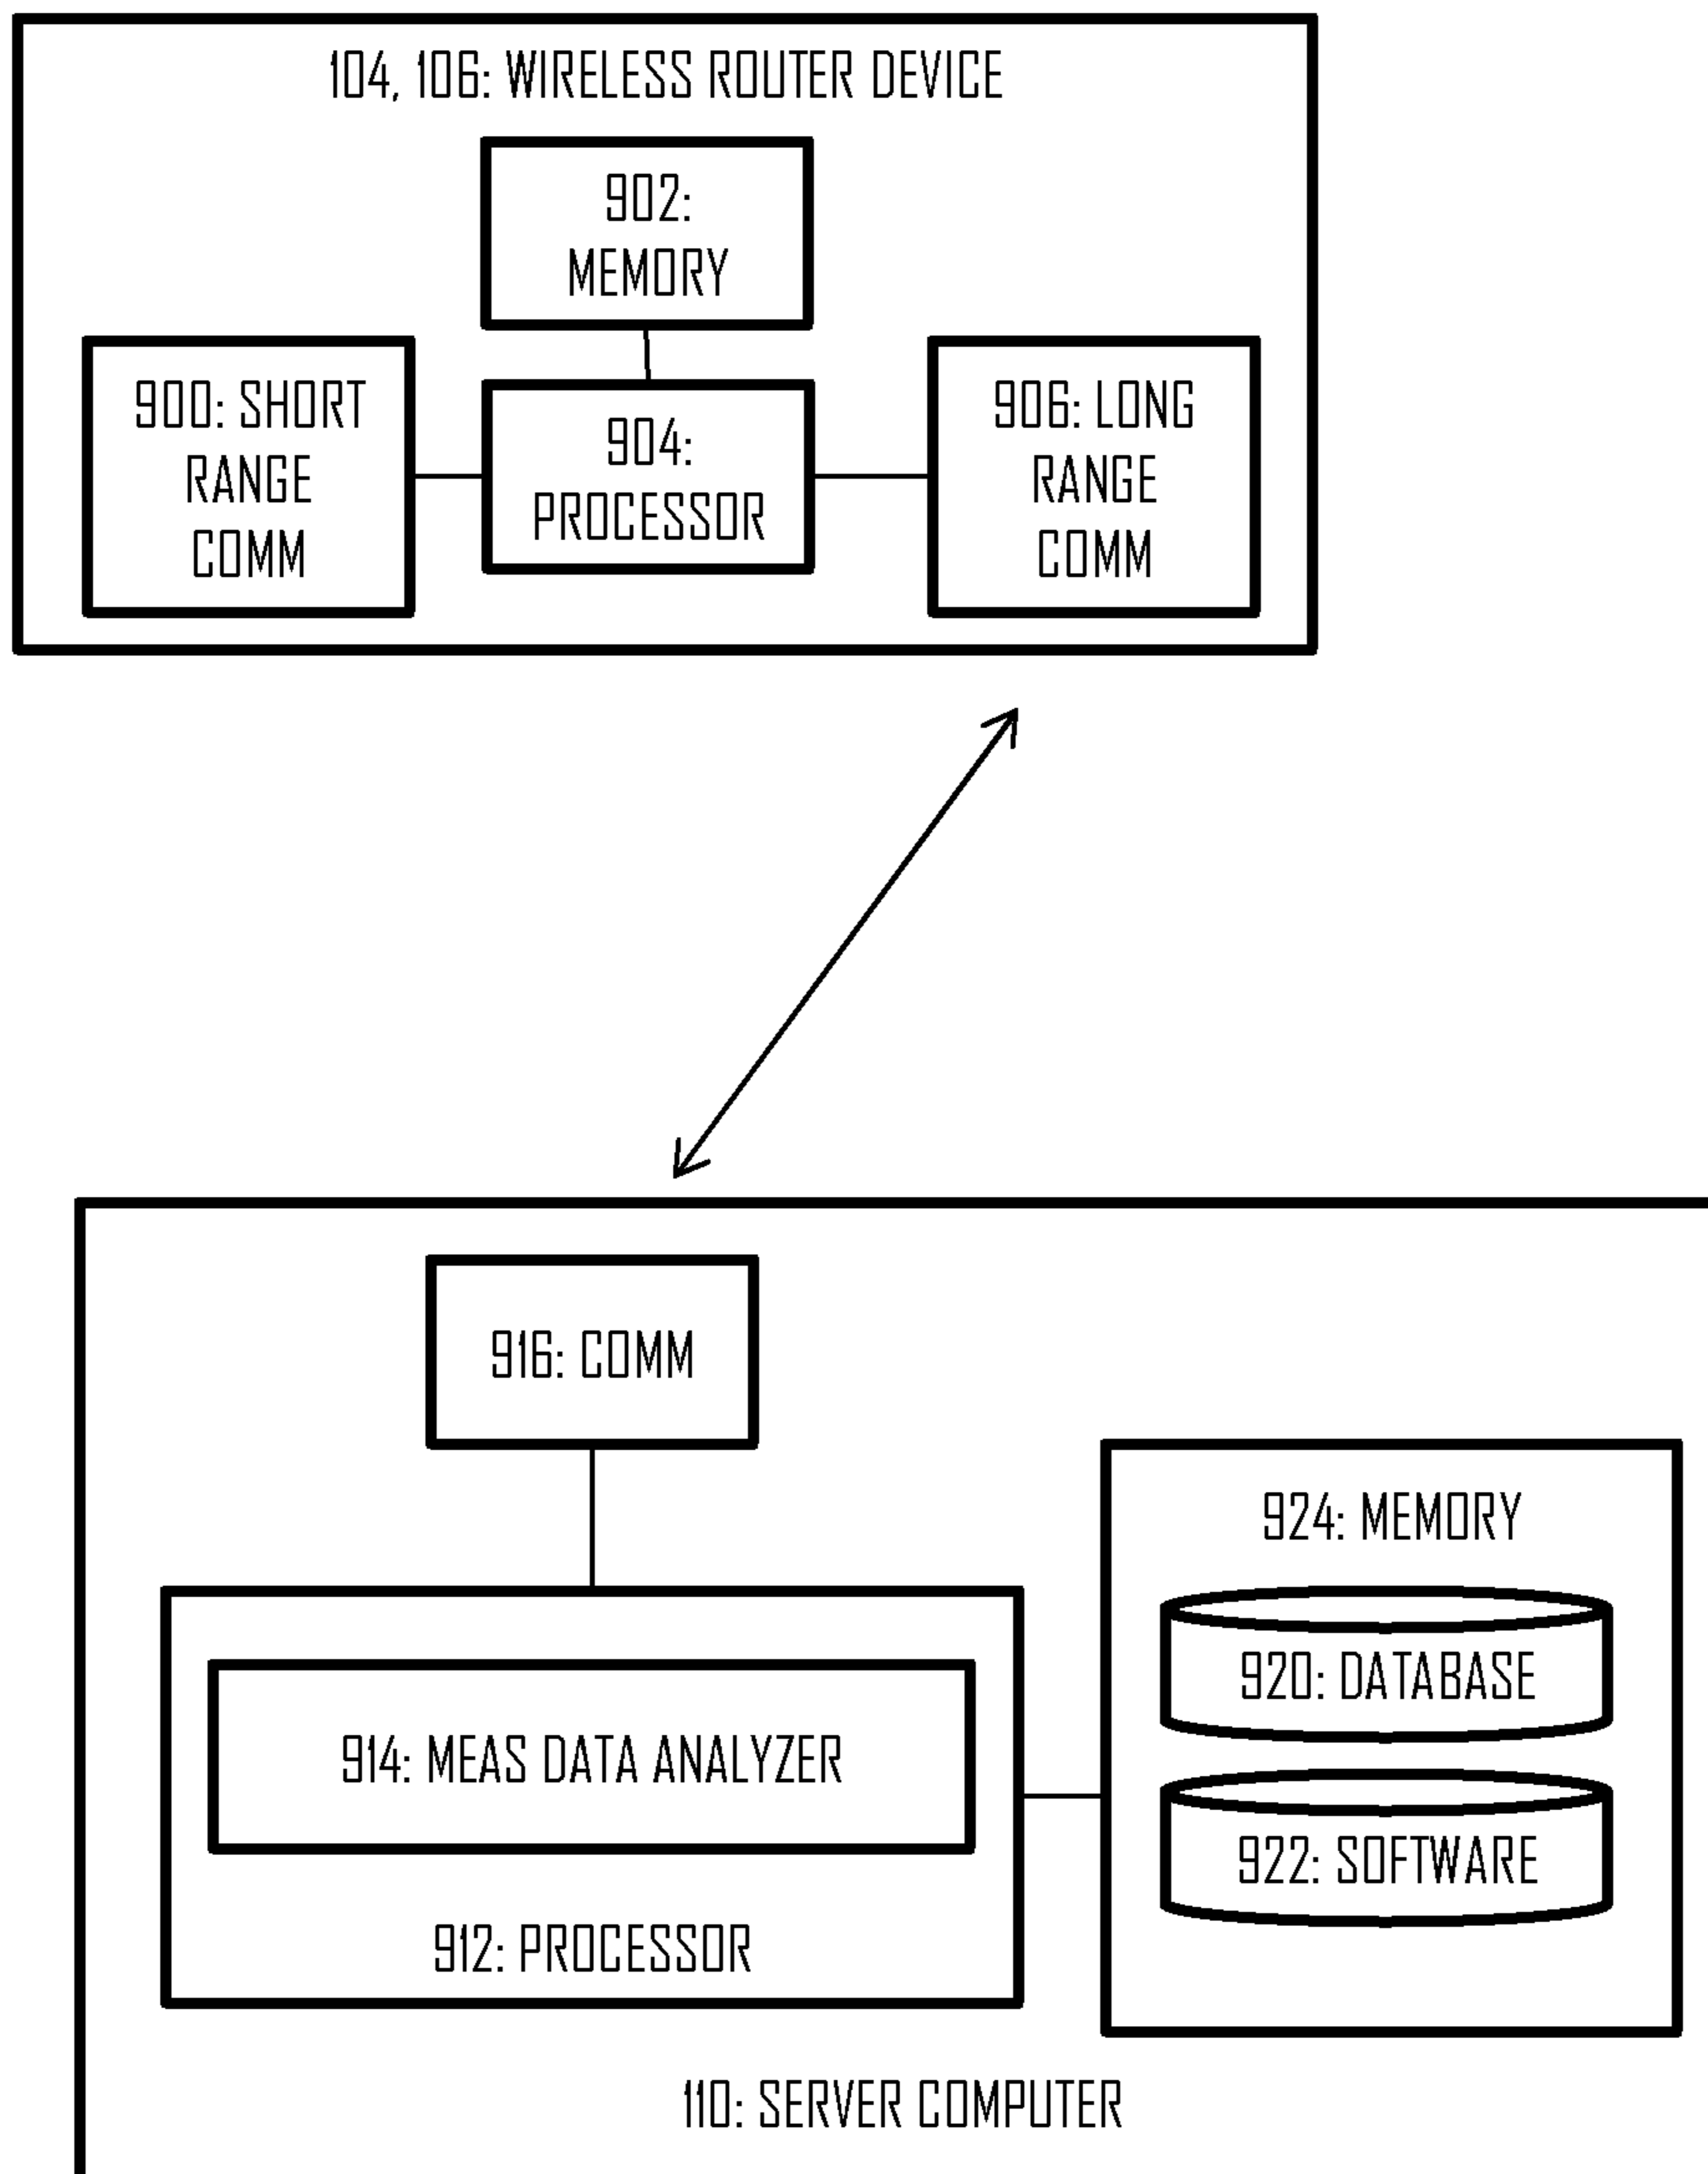 104, 106: WIRELESS ROUTER DEVICE
902:
MEMORY
900: SHORT
RANGE
COMM
904:
PROCESSOR
906: LONG
RANGE
COMM
916: COMM
924: MEMORY
920: DATABASE
922: SOFTWARE
914: MEAS DATA ANALYZER
912: PROCESSOR
110: SERVER COMPUTER